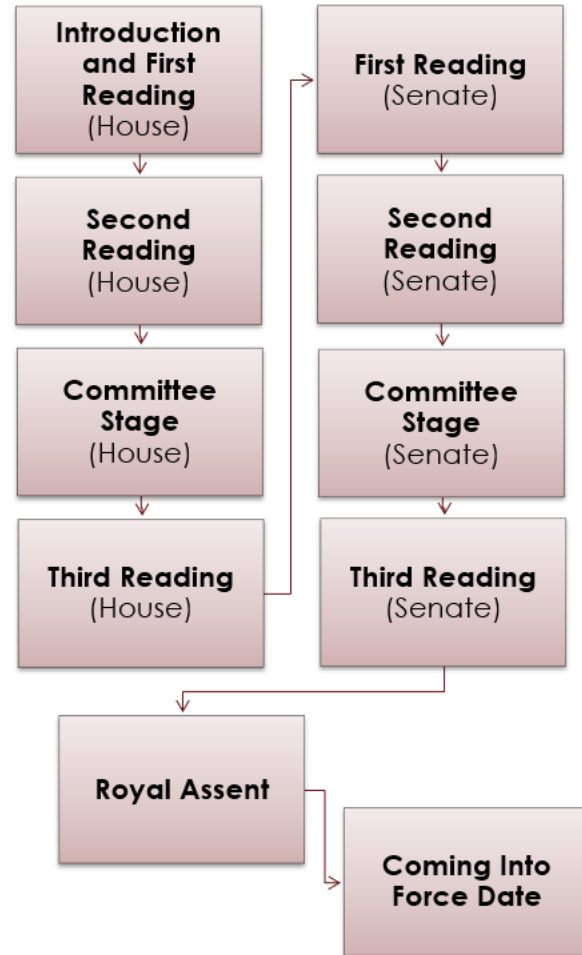 Introduction
and First
Reading
(House)
Second
Reading
(House)
Committee
Stage
(House)
Third Reading
(House)
First Reading
(Senate)
Second
Reading
(Senate)
Committee
Stage
(Senate)
Third Reading
(Senate)
Royal Assent
Coming Into
Force Date